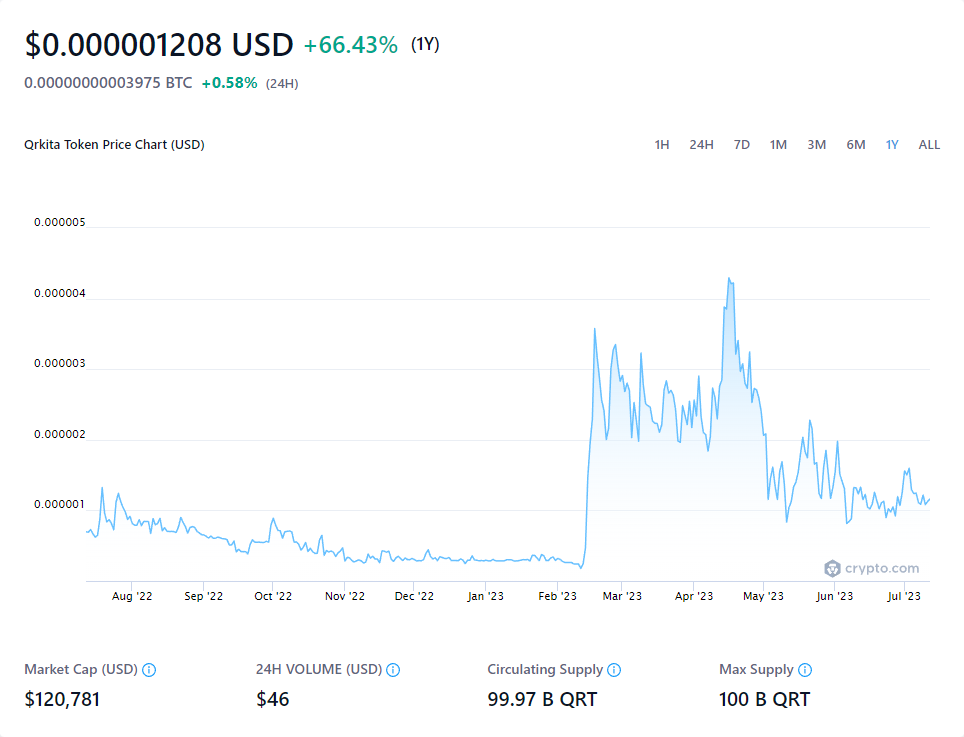 $0.000001208 USD +66.43% (1Y)
0.00000000003975 BTC +0.58% (24H)
Qrkita Token Price Chart (USD) 1H 24H 7D 1M 3M 6M 1Y ALL
0.000005
0.000004
0.000003
0.000002
0.000001
crypto.com
Aug '22 Sep '22 Oct '22 Nov '22 Dec '22 Jan '23 Feb '23 Mar '23 Apr '23 May '23 Jun '23 Jul '23
Market Cap (USD) 24H VOLUME (USD) Circulating Supply Max Supply
$120,781 $46 99.97 B QRT 100 B QRT